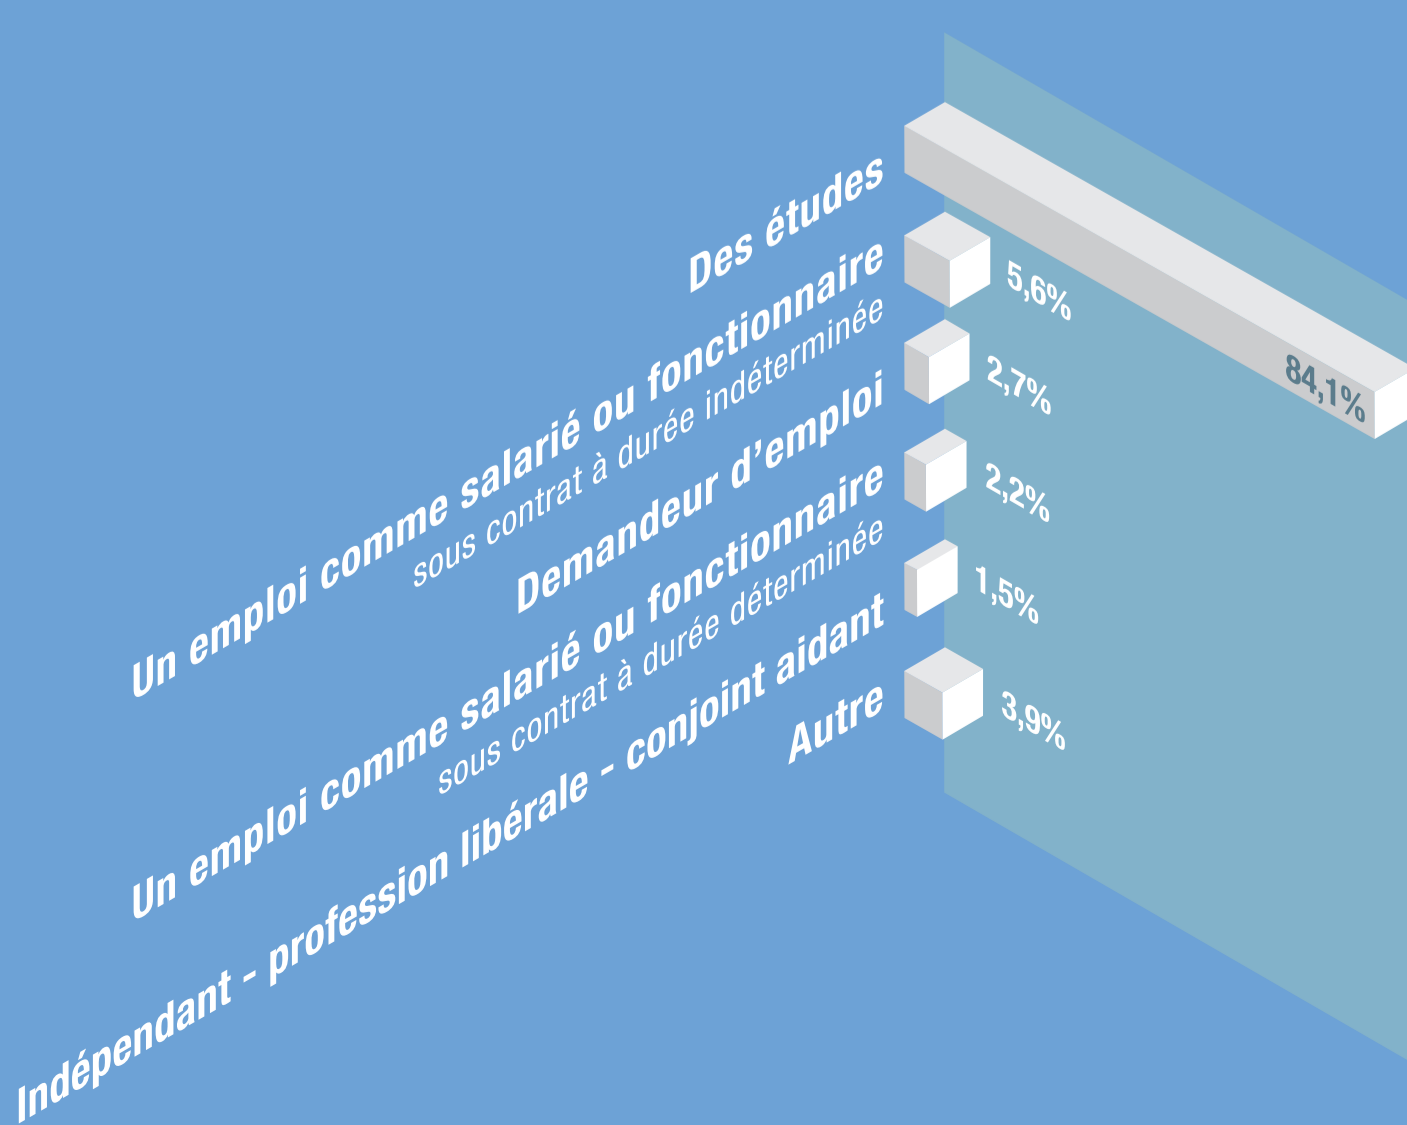 Des études
84,1%
Un emploi comme salarié ou fonctionnaire
sous contrat à durée indéterminée
5,6%
Demandeur d’emploi
2,7%
Un emploi comme salarié ou fonctionnaire
sous contrat à durée déterminée
2,2%
Indépendant - profession libérale - conjoint aidant
1,5%
Autre
3,9%